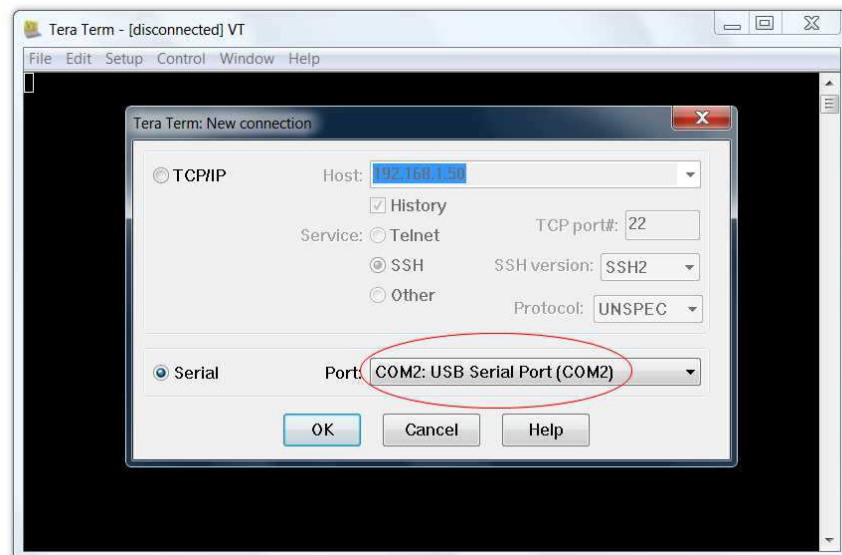 Tera Term - [disconnected] VT
File Edit Setup Control Window Help
Tera Term: New connection
TCP/IP Host: 192.168.1.50
History
Service: Telnet TCP port#: 22
SSH SSH version: SSH2
Other Protocol: UNSPEC
Serial Port: COM2: USB Serial Port (COM2)
OK Cancel Help